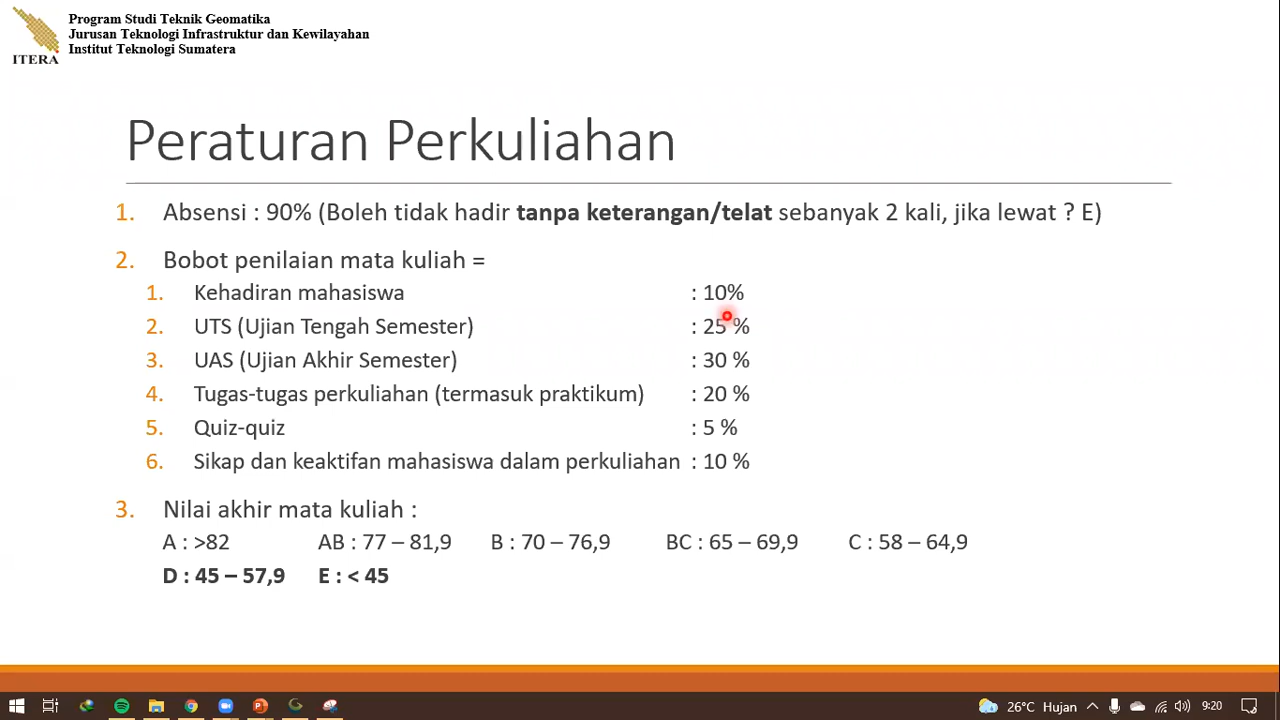 Program Studi Teknik Geomatika
Jurusan Teknologi Infrastruktur dan Kewilayahan
Institut Teknologi Sumatera
ITERA
Peraturan Perkuliahan
1. Absensi : 90% (Boleh tidak hadir tanpa keterangan/telat sebanyak 2 kali, jika lewat ? E)
2. Bobot penilaian mata kuliah =
1. Kehadiran mahasiswa : 10%
2. UTS (Ujian Tengah Semester) : 25 %
3. UAS (Ujian Akhir Semester) : 30 %
4. Tugas-tugas perkuliahan (termasuk praktikum) : 20 %
5. Quiz-quiz : 5 %
6. Sikap dan keaktifan mahasiswa dalam perkuliahan : 10 %
3. Nilai akhir mata kuliah :
A : >82 AB : 77 – 81,9 B : 70 – 76,9 BC : 65 – 69,9 C : 58 – 64,9
D : 45 – 57,9 E : < 45
26°C Hujan 9:20